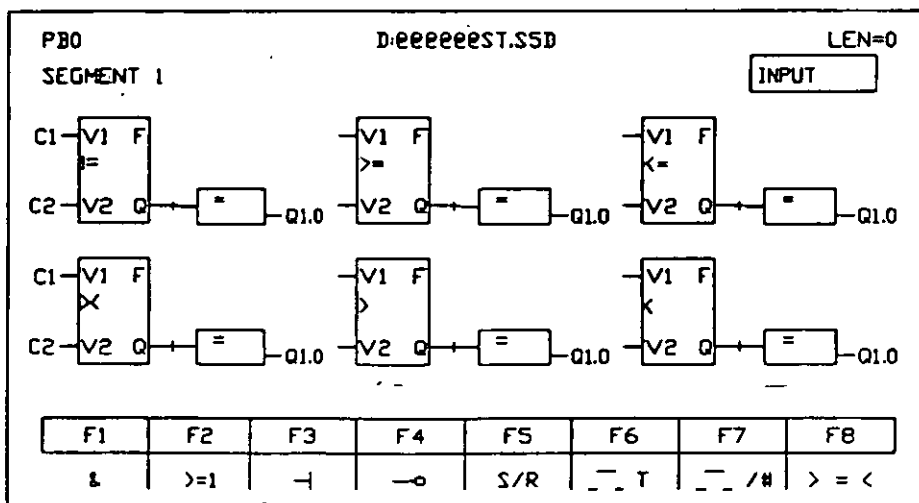 PB0 D:@@@@@@ST.S5D LEN=0
SEGMENT 1 INPUT
C1 V1 F V1 F V1 F
!= >= <=
C2 V2 Q = Q1.0 V2 Q = Q1.0 V2 Q = Q1.0
C1 V1 F V1 F V1 F
>< > <
C2 V2 Q = Q1.0 V2 Q = Q1.0 V2 Q = Q1.0
F1 F2 F3 F4 F5 F6 F7 F8
& >=1 S/R T /# > = <